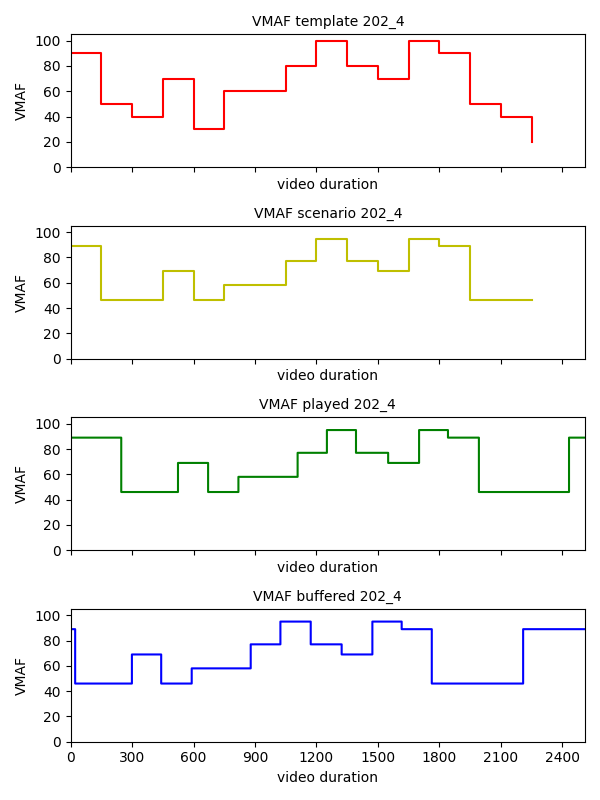 VMAF template 202_4
100
80
60
40
20
0
VMAF
video duration
VMAF scenario 202_4
100
80
60
40
20
0
VMAF
video duration
VMAF played 202_4
100
80
60
40
20
0
VMAF
video duration
VMAF buffered 202_4
100
80
60
40
20
0
VMAF
0 300 600 900 1200 1500 1800 2100 2400
video duration